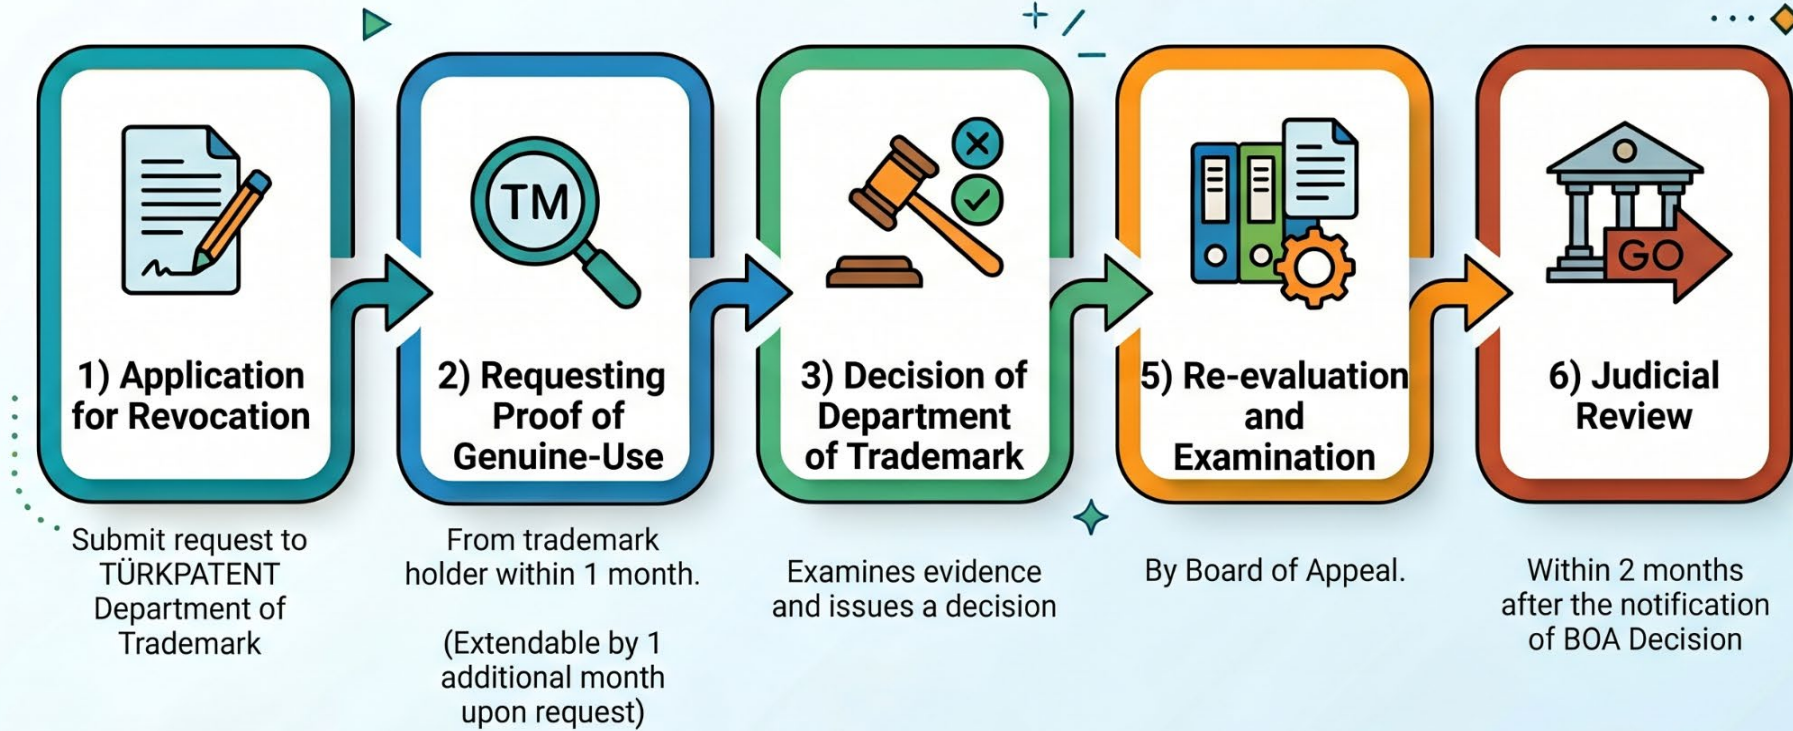 TM
GO
1) Application
for Revocation
2) Requesting
Proof of
Genuine-Use
3) Decision of
Department
of Trademark
5) Re-evaluation
and
Examination
6) Judicial
Review
Submit request to
TÜRKPATENT
Department of
Trademark
From trademark
holder within 1 month.
(Extendable by 1
additional month
upon request)
Examines evidence
and issues a decision
By Board of Appeal.
Within 2 months
after the notification
of BOA Decision